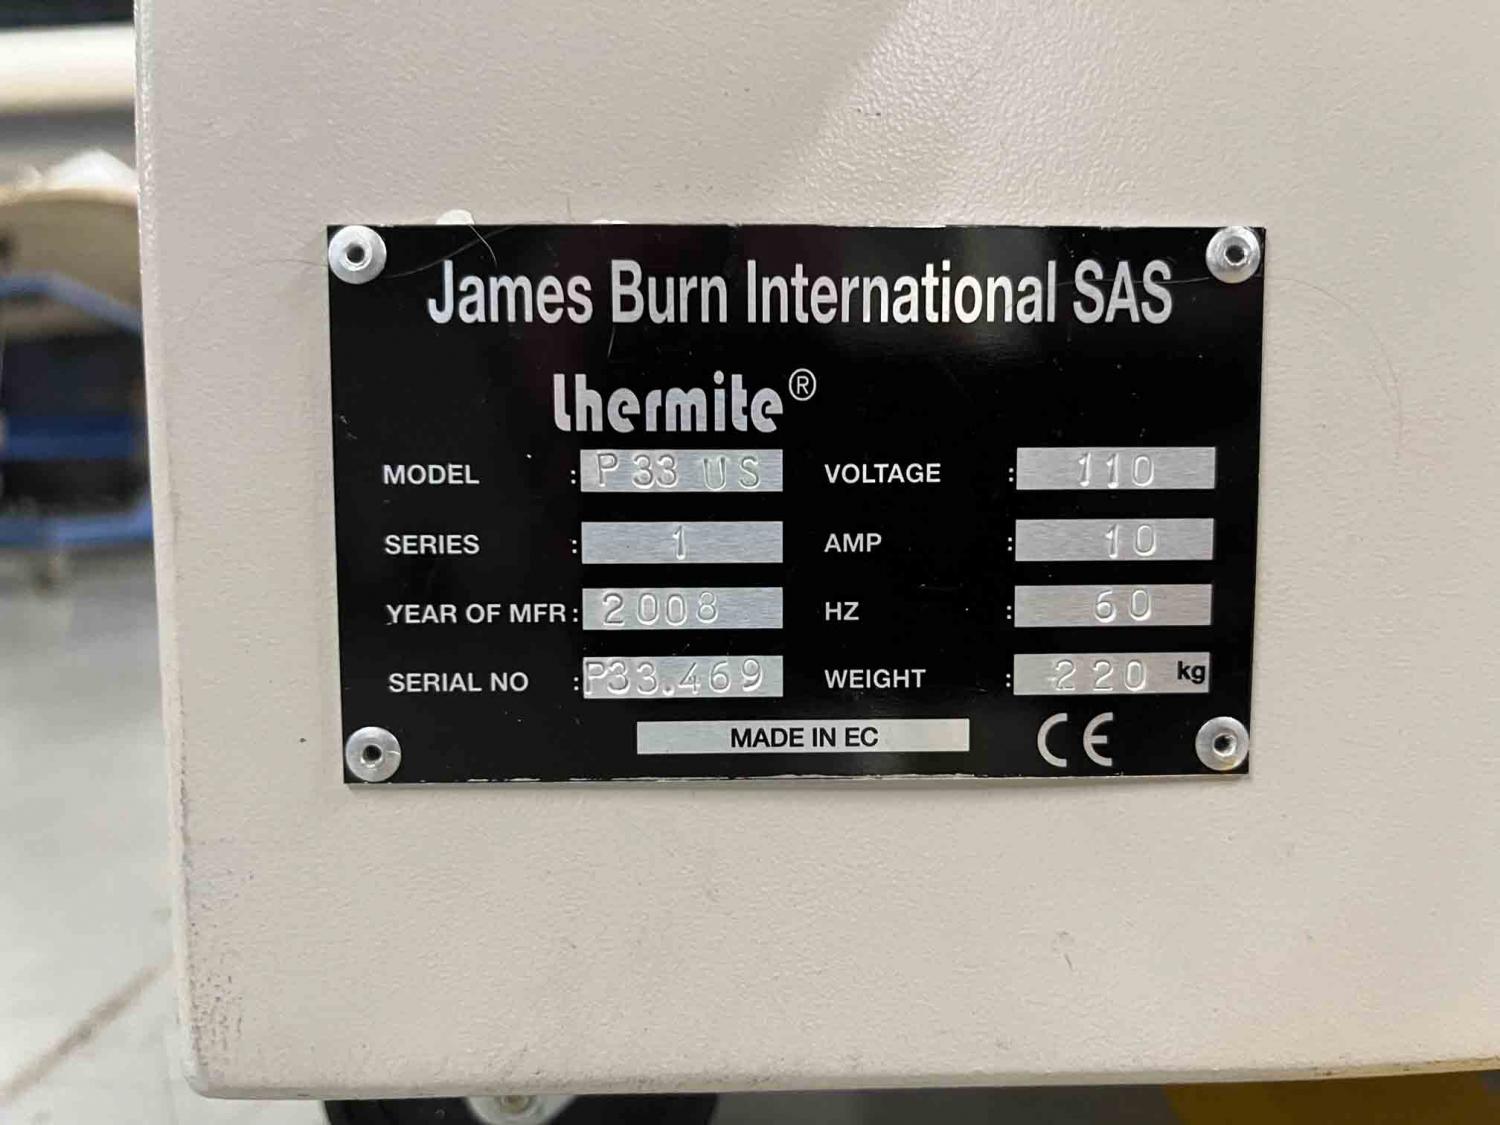 James Burn International SAS
lhermite®
MODEL : P 33 US VOLTAGE : 110
SERIES : 1 AMP : 10
YEAR OF MFR : 2008 HZ : 60
SERIAL NO : P33.469 WEIGHT : 220 kg
MADE IN EC CE